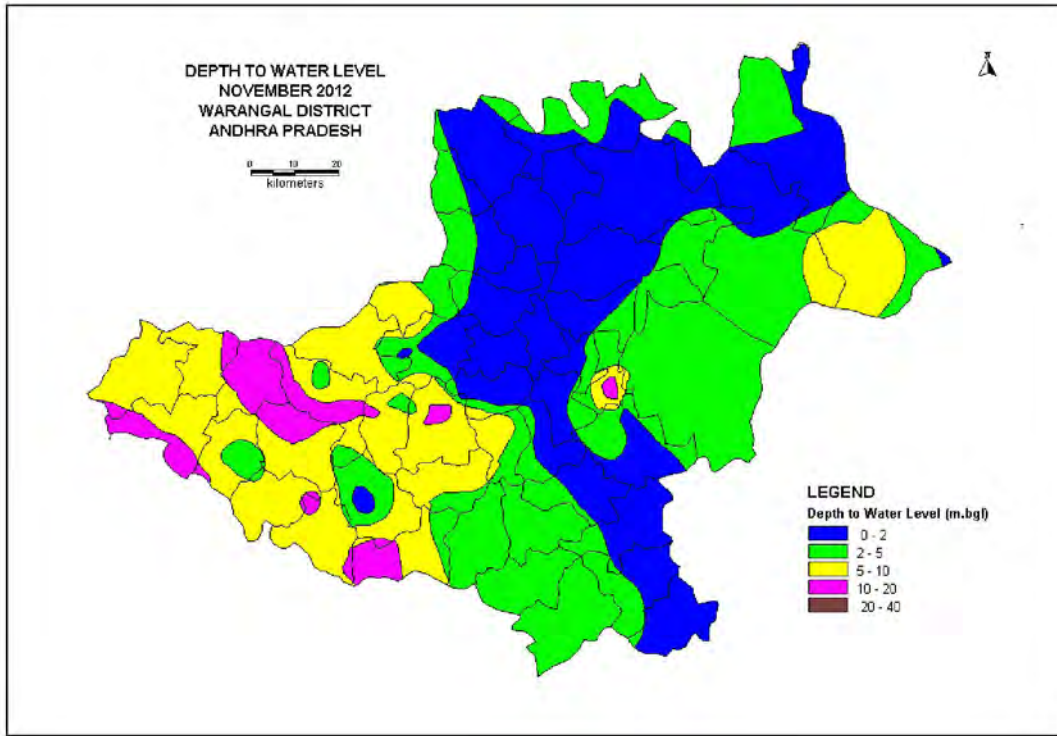 DEPTH TO WATER LEVEL
NOVEMBER 2012
WARANGAL DISTRICT
ANDHRA PRADESH
0 10 20
kilometers
N
LEGEND
Depth to Water Level (m.bgl)
0 - 2
2 - 5
5 - 10
10 - 20
20 - 40